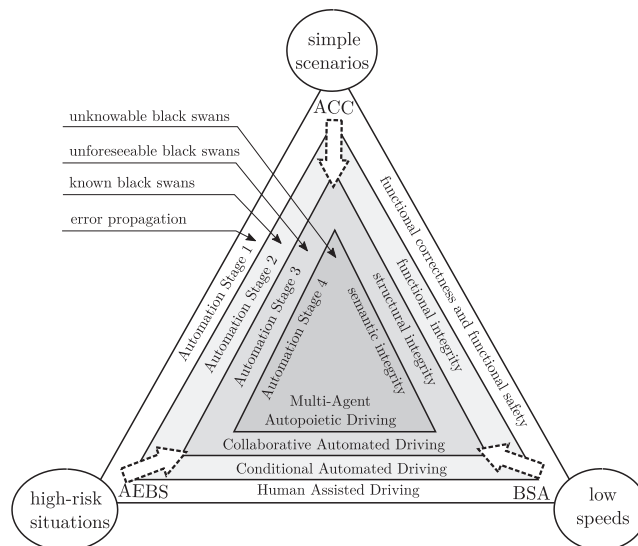 simple
scenarios
ACC
unknowable black swans
unforeseeable black swans
known black swans
error propagation
Automation Stage 1
Automation Stage 2
Automation Stage 3
Automation Stage 4
functional correctness and functional safety
functional Integrity
structural integrity
semantic integrity
Multi-Agent
Autopoietic Driving
Collaborative Automated Driving
Conditional Automated Driving
Human Assisted Driving
AEBS
BSA
high-risk
situations
low
speeds